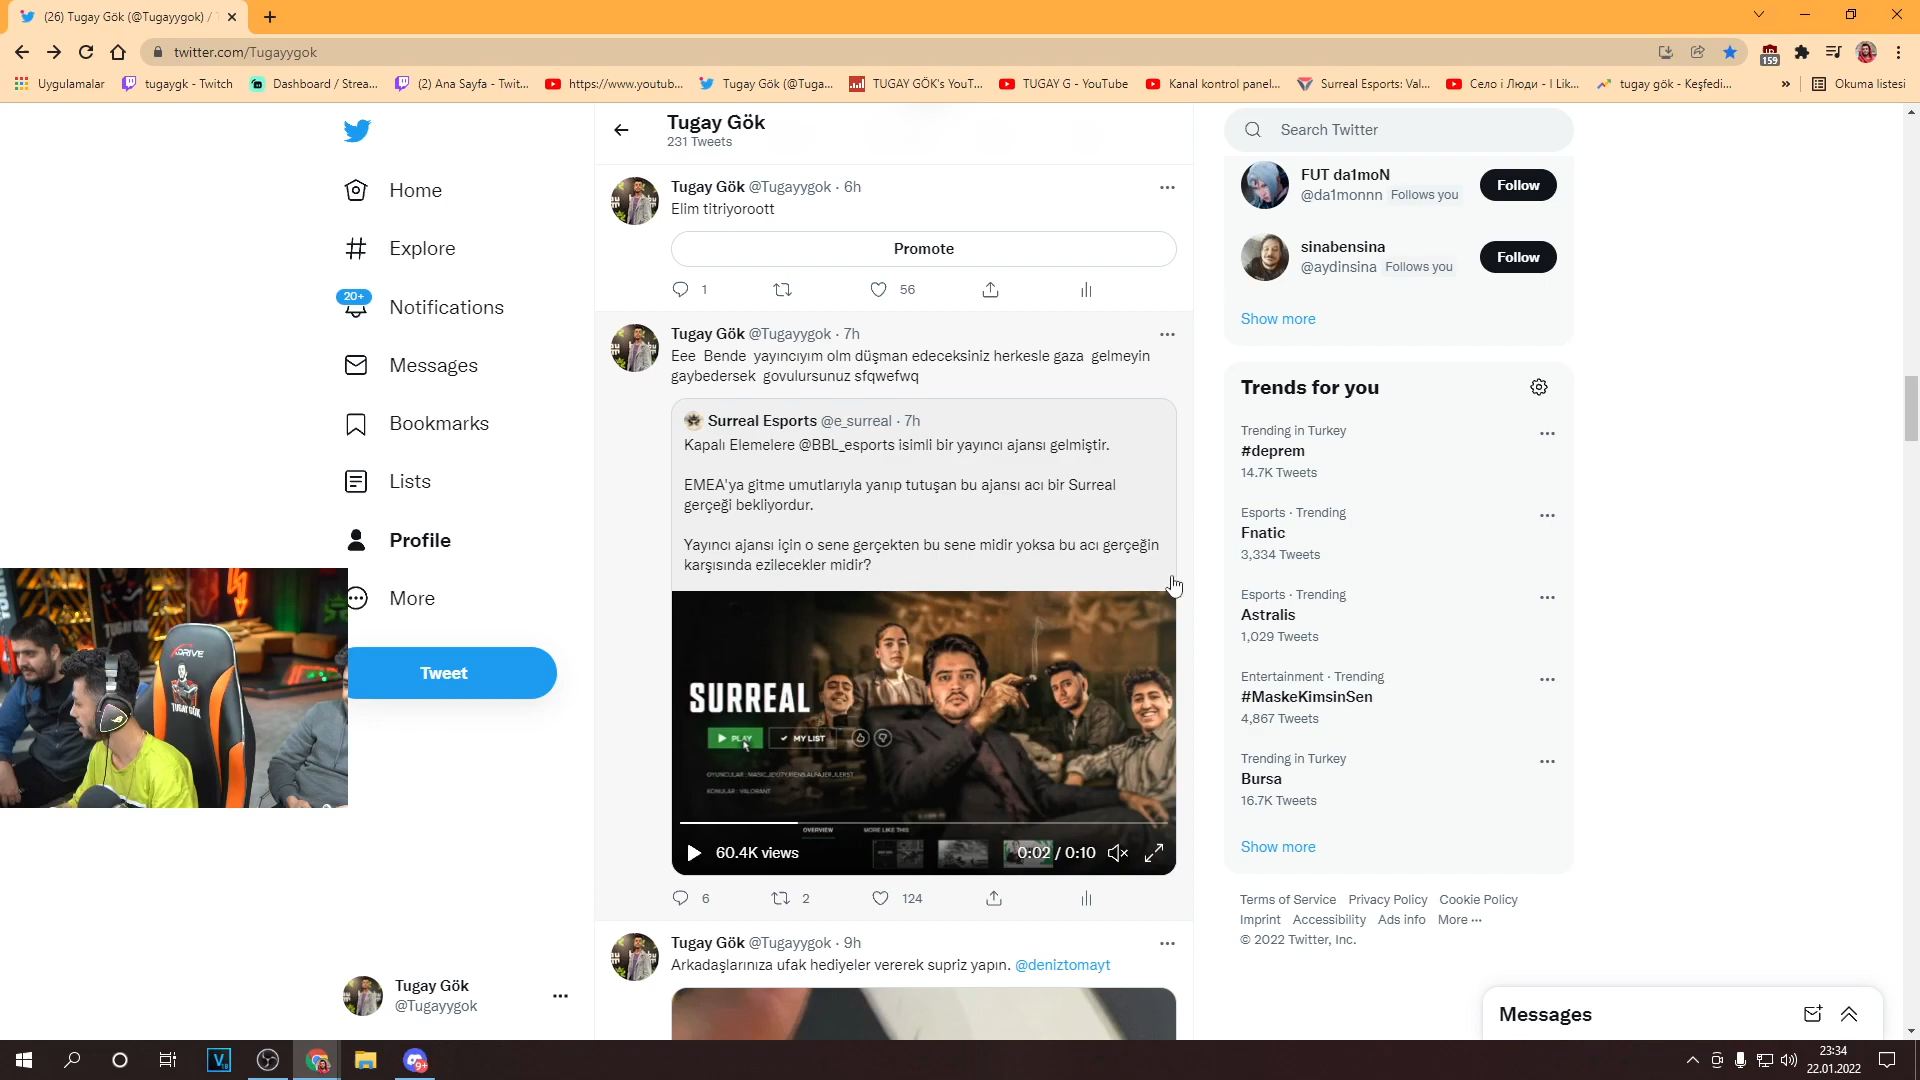 (26) Tugay Gök (@Tugayygok) /
twitter.com/Tugayygok
159
Uygulamalar
tugaygk - Twitch
Dashboard / Strea...
(2) Ana Sayfa - Twit...
https://www.youtub...
Tugay Gök (@Tuga...
TUGAY GÖK's YouT...
TUGAY G - YouTube
Kanal kontrol panel...
Surreal Esports: Val...
Село і Люди - I Lik...
tugay gök - Keşfedi...
Okuma listesi
Home
Explore
20+
Notifications
Messages
Bookmarks
Lists
Profile
More
Tweet
TUGAY GÖK
Tugay Gök
@Tugayygok
Tugay Gök
231 Tweets
Tugay Gök @Tugayygok · 6h
Elim titriyoroott
Promote
1
56
Tugay Gök @Tugayygok · 7h
Eee Bende yayıncıyım olm düşman edeceksiniz herkesle gaza gelmeyin
gaybedersek govulursunuz sfqwefwq
Surreal Esports @e_surreal · 7h
Kapalı Elemelere @BBL_esports isimli bir yayıncı ajansı gelmiştir.
EMEA'ya gitme umutlarıyla yanıp tutuşan bu ajansı acı bir Surreal
gerçeği bekliyordur.
Yayıncı ajansı için o sene gerçekten bu sene midir yoksa bu acı gerçeğin
karşısında ezilecekler midir?
SURREAL
PLAY
MY LIST
KONULAR : VALORANT
OVERVIEW
MORE LIKE THIS
60.4K views
0:02 / 0:10
6
2
124
Tugay Gök @Tugayygok · 9h
Arkadaşlarınıza ufak hediyeler vererek supriz yapın. @deniztomayt
Search Twitter
FUT da1moN
@da1monnn Follows you
Follow
sinabensina
@aydinsina Follows you
Follow
Show more
Trends for you
Trending in Turkey
#deprem
14.7K Tweets
Esports · Trending
Fnatic
3,334 Tweets
Esports · Trending
Astralis
1,029 Tweets
Entertainment · Trending
#MaskeKimsinSen
4,867 Tweets
Trending in Turkey
Bursa
16.7K Tweets
Show more
Terms of Service Privacy Policy Cookie Policy
Imprint Accessibility Ads info More ···
© 2022 Twitter, Inc.
Messages
9+
23:34
22.01.2022